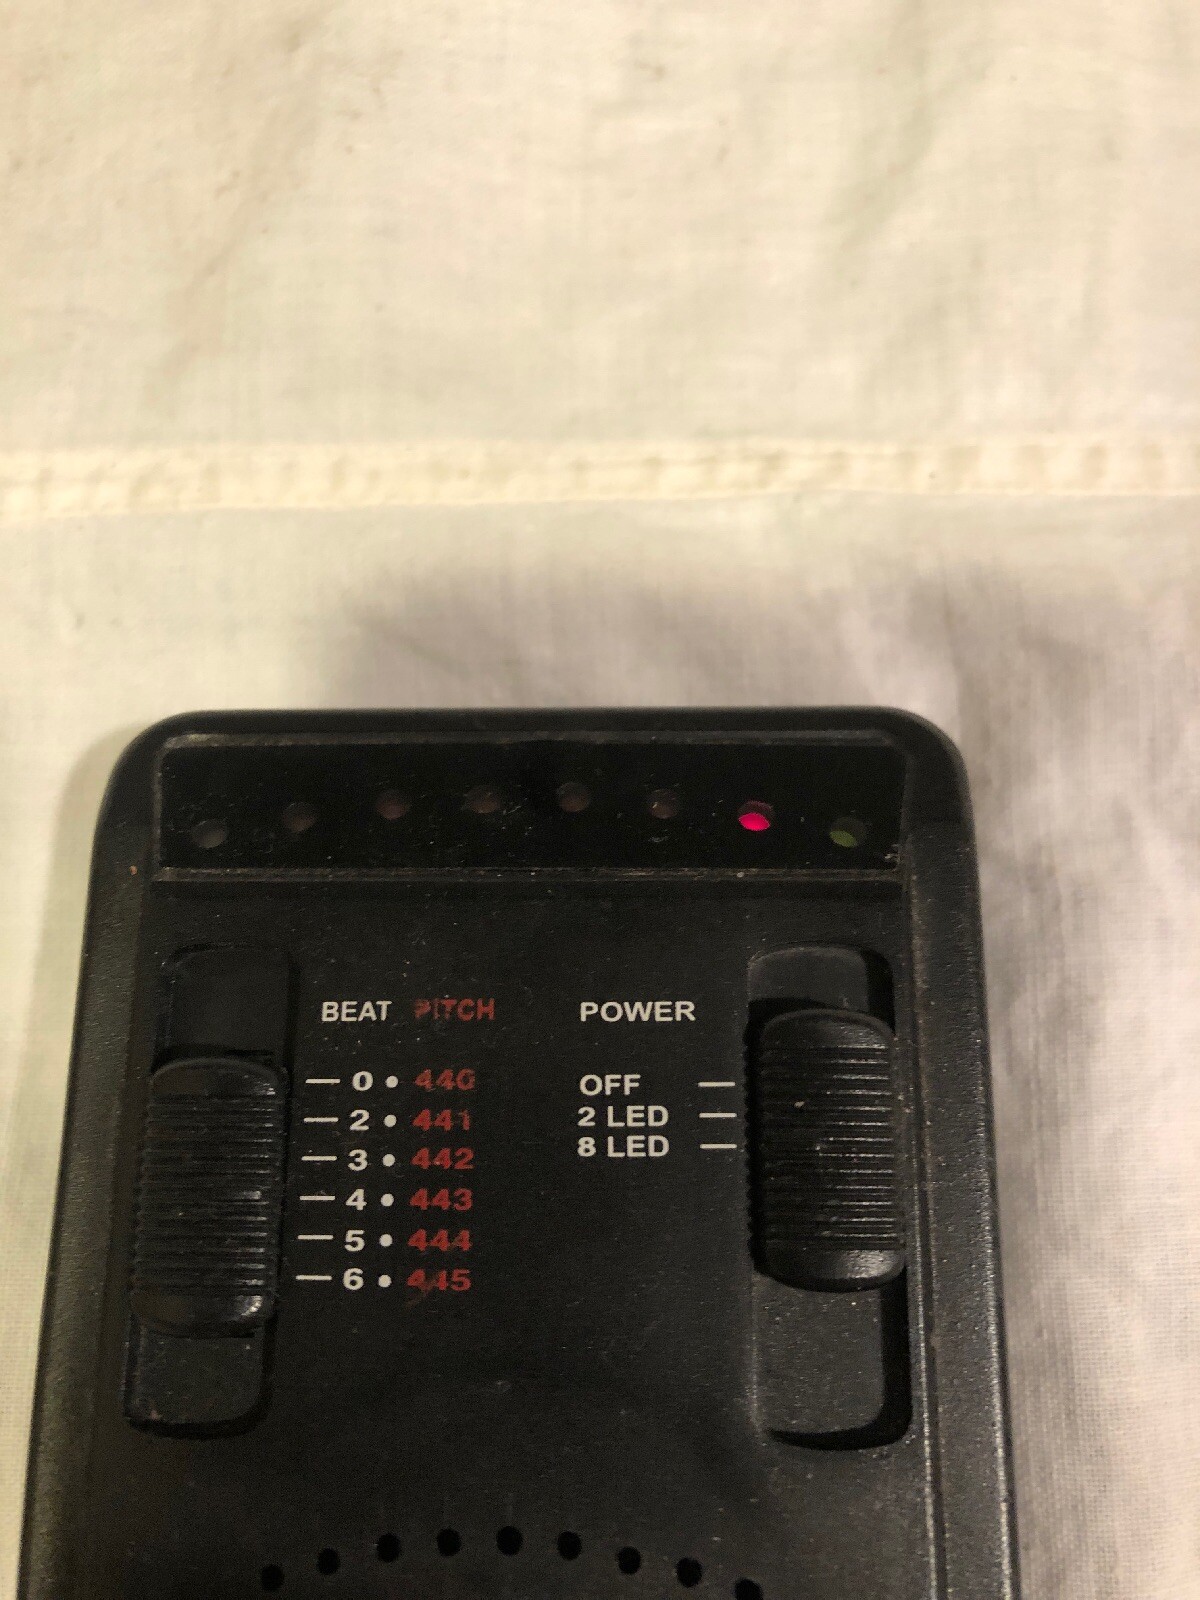 BEAT PITCH
0 • 440
2 • 441
3 • 442
4 • 443
5 • 444
6 • 445
POWER
OFF
2 LED
8 LED